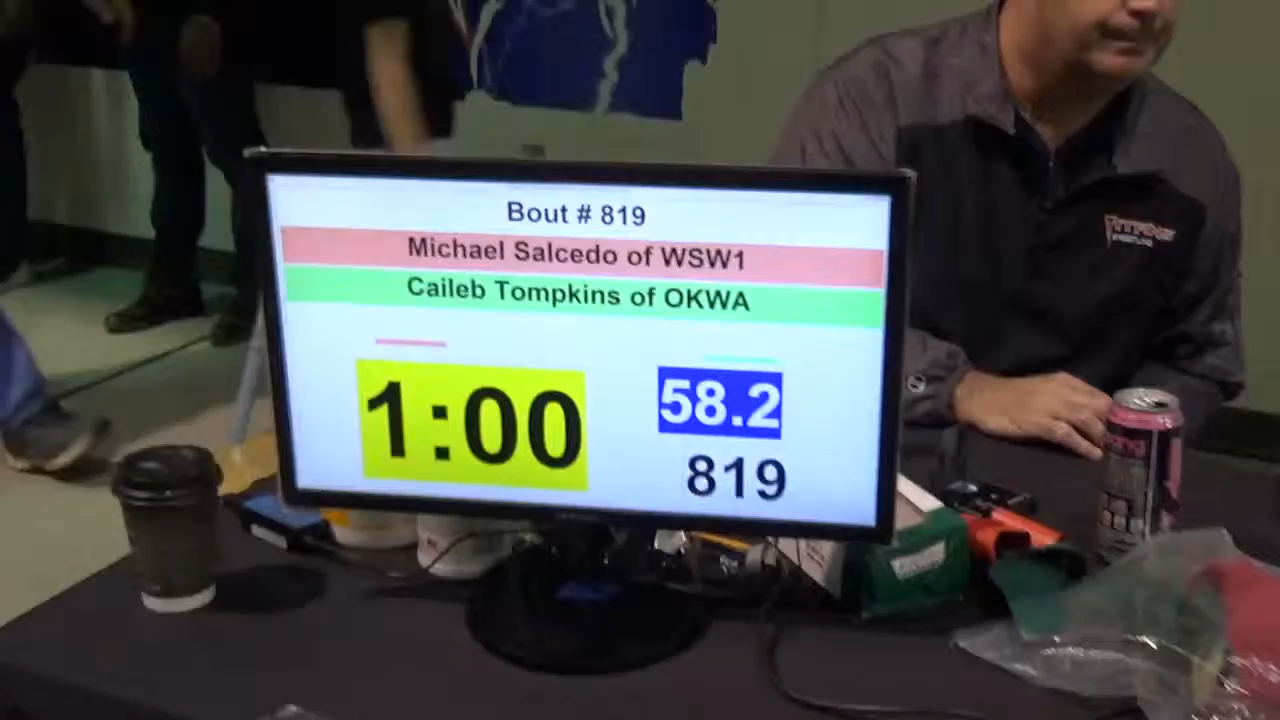 Bout # 819
Michael Salcedo of WSW1
Caileb Tompkins of OKWA
1:00
58.2
819